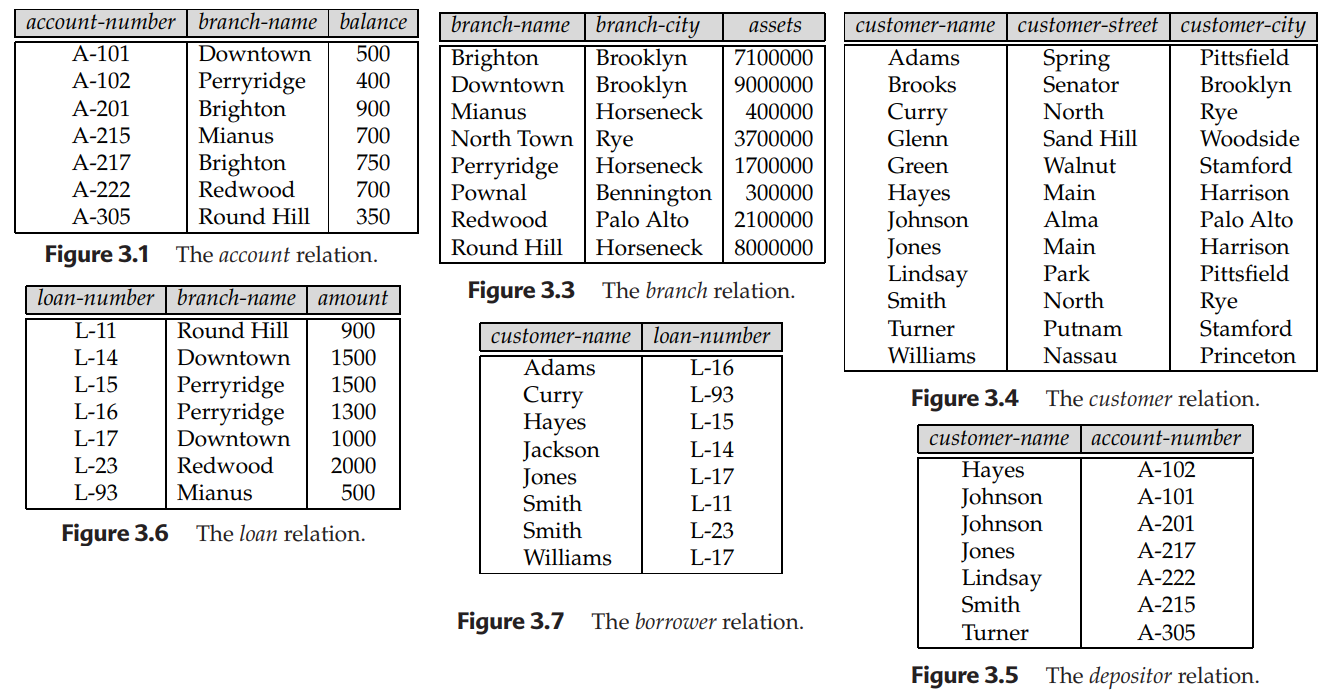 account-number branch-name balance
A-101 Downtown 500
A-102 Perryridge 400
A-201 Brighton 900
A-215 Mianus 700
A-217 Brighton 750
A-222 Redwood 700
A-305 Round Hill 350
Figure 3.1 The account relation.
loan-number branch-name amount
L-11 Round Hill 900
L-14 Downtown 1500
L-15 Perryridge 1500
L-16 Perryridge 1300
L-17 Downtown 1000
L-23 Redwood 2000
L-93 Mianus 500
Figure 3.6 The loan relation.
branch-name branch-city assets
Brighton Brooklyn 7100000
Downtown Brooklyn 9000000
Mianus Horseneck 400000
North Town Rye 3700000
Perryridge Horseneck 1700000
Pownal Bennington 300000
Redwood Palo Alto 2100000
Round Hill Horseneck 8000000
Figure 3.3 The branch relation.
customer-name loan-number
Adams L-16
Curry L-93
Hayes L-15
Jackson L-14
Jones L-17
Smith L-11
Smith L-23
Williams L-17
Figure 3.7 The borrower relation.
customer-name customer-street customer-city
Adams Spring Pittsfield
Brooks Senator Brooklyn
Curry North Rye
Glenn Sand Hill Woodside
Green Walnut Stamford
Hayes Main Harrison
Johnson Alma Palo Alto
Jones Main Harrison
Lindsay Park Pittsfield
Smith North Rye
Turner Putnam Stamford
Williams Nassau Princeton
Figure 3.4 The customer relation.
customer-name account-number
Hayes A-102
Johnson A-101
Johnson A-201
Jones A-217
Lindsay A-222
Smith A-215
Turner A-305
Figure 3.5 The depositor relation.